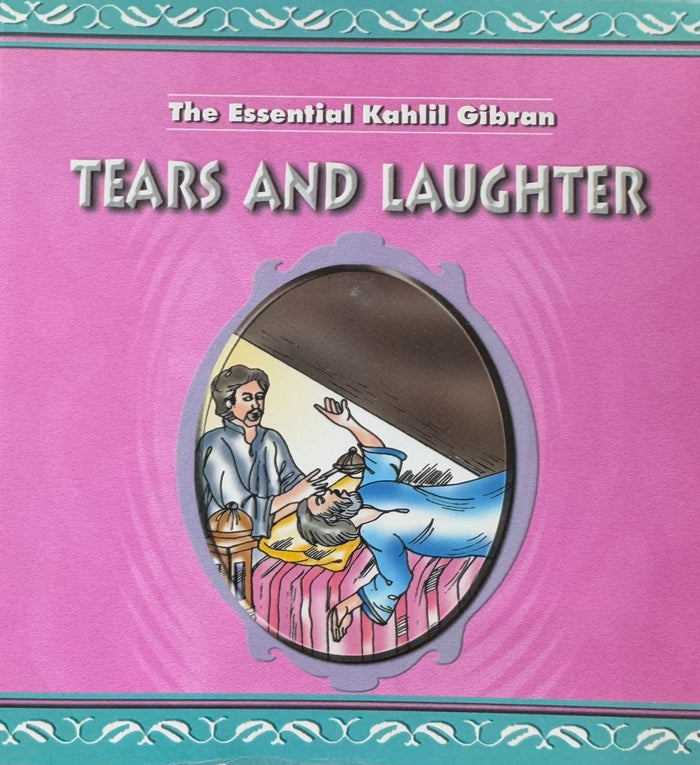 The Essential Kahlil Gibran
TEARS AND LAUGHTER